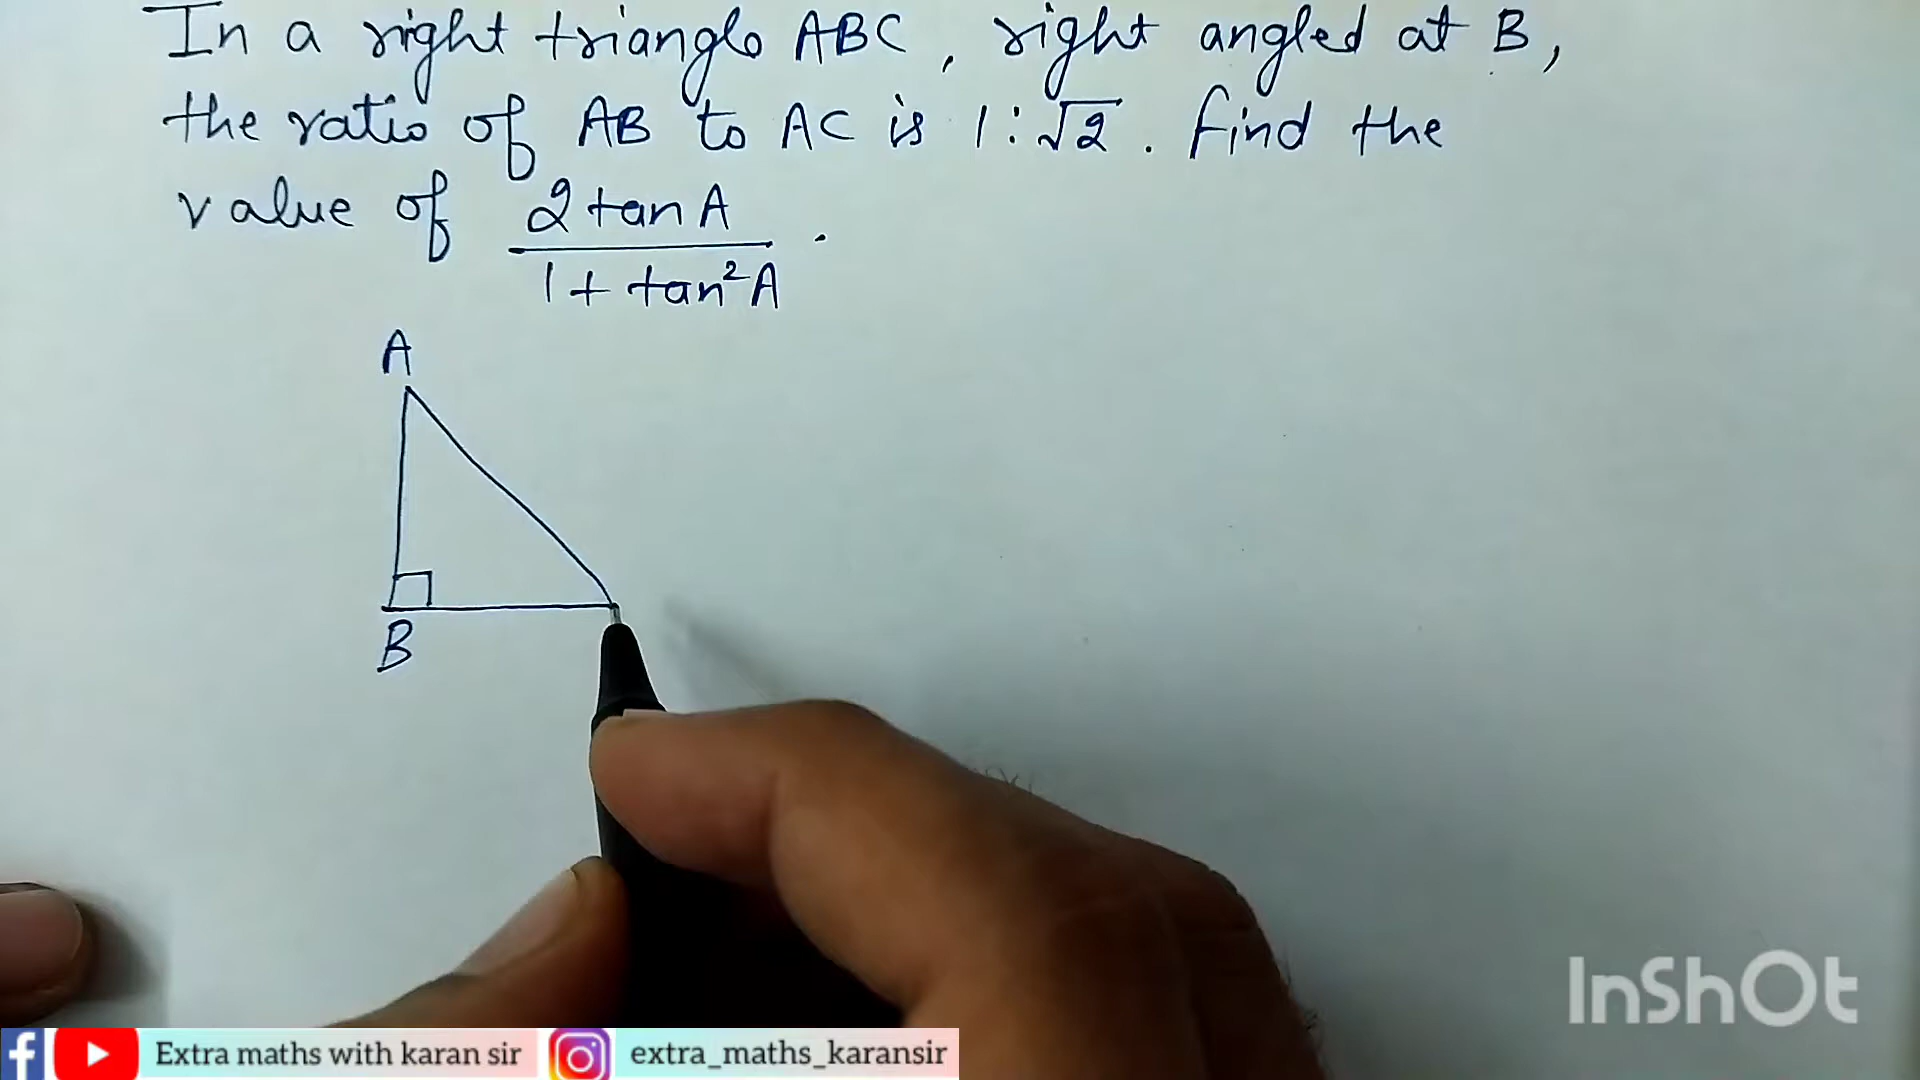 In a right triangle ABC, right angled at B,
the ratio of AB to AC is 1:√2. Find the
value of 2 tan A / 1 + tan²A .
A
B
InShOt
Extra maths with karan sir
extra_maths_karansir